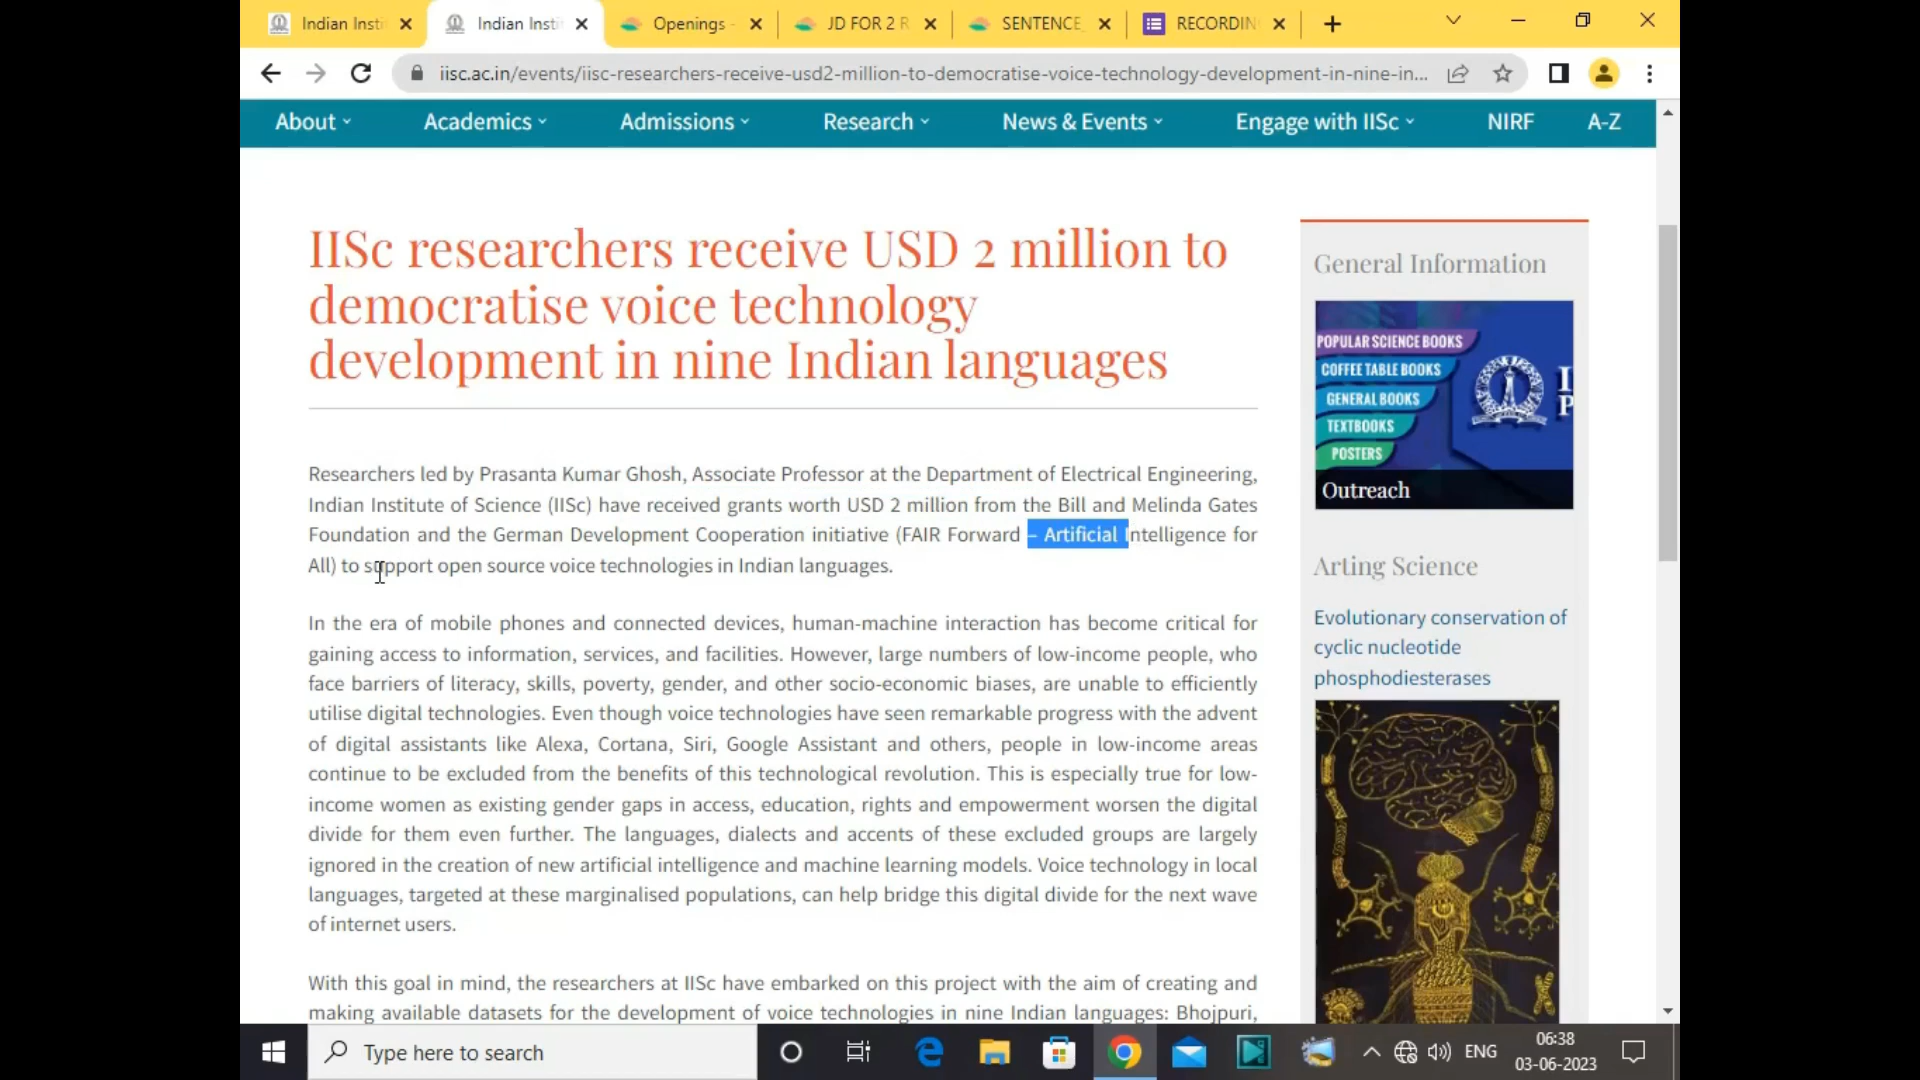 Indian Insti
Indian Insti
Openings -
JD FOR 2 R
SENTENCE_
RECORDIN
iisc.ac.in/events/iisc-researchers-receive-usd2-million-to-democratise-voice-technology-development-in-nine-in...
About
Academics
Admissions
Research
News & Events
Engage with IISc
NIRF
A-Z
IISc researchers receive USD 2 million to
democratise voice technology
development in nine Indian languages
Researchers led by Prasanta Kumar Ghosh, Associate Professor at the Department of Electrical Engineering,
Indian Institute of Science (IISc) have received grants worth USD 2 million from the Bill and Melinda Gates
Foundation and the German Development Cooperation initiative (FAIR Forward – Artificial Intelligence for
All) to support open source voice technologies in Indian languages.
In the era of mobile phones and connected devices, human-machine interaction has become critical for
gaining access to information, services, and facilities. However, large numbers of low-income people, who
face barriers of literacy, skills, poverty, gender, and other socio-economic biases, are unable to efficiently
utilise digital technologies. Even though voice technologies have seen remarkable progress with the advent
of digital assistants like Alexa, Cortana, Siri, Google Assistant and others, people in low-income areas
continue to be excluded from the benefits of this technological revolution. This is especially true for low-
income women as existing gender gaps in access, education, rights and empowerment worsen the digital
divide for them even further. The languages, dialects and accents of these excluded groups are largely
ignored in the creation of new artificial intelligence and machine learning models. Voice technology in local
languages, targeted at these marginalised populations, can help bridge this digital divide for the next wave
of internet users.
With this goal in mind, the researchers at IISc have embarked on this project with the aim of creating and
making available datasets for the development of voice technologies in nine Indian languages: Bhojpuri,
General Information
POPULAR SCIENCE BOOKS
COFFEE TABLE BOOKS
GENERAL BOOKS
TEXTBOOKS
POSTERS
I
P
Outreach
Arting Science
Evolutionary conservation of
cyclic nucleotide
phosphodiesterases
Type here to search
ENG
06:38
03-06-2023